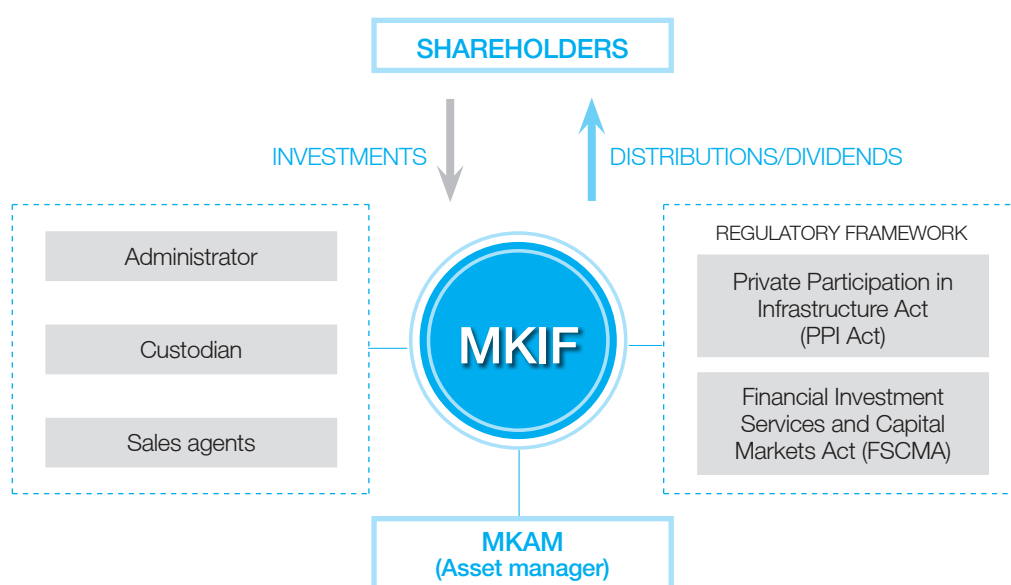 SHAREHOLDERS
INVESTMENTS
DISTRIBUTIONS/DIVIDENDS
Administrator
Custodian
Sales agents
MKIF
REGULATORY FRAMEWORK
Private Participation in
Infrastructure Act
(PPI Act)
Financial Investment
Services and Capital
Markets Act (FSCMA)
MKAM
(Asset manager)